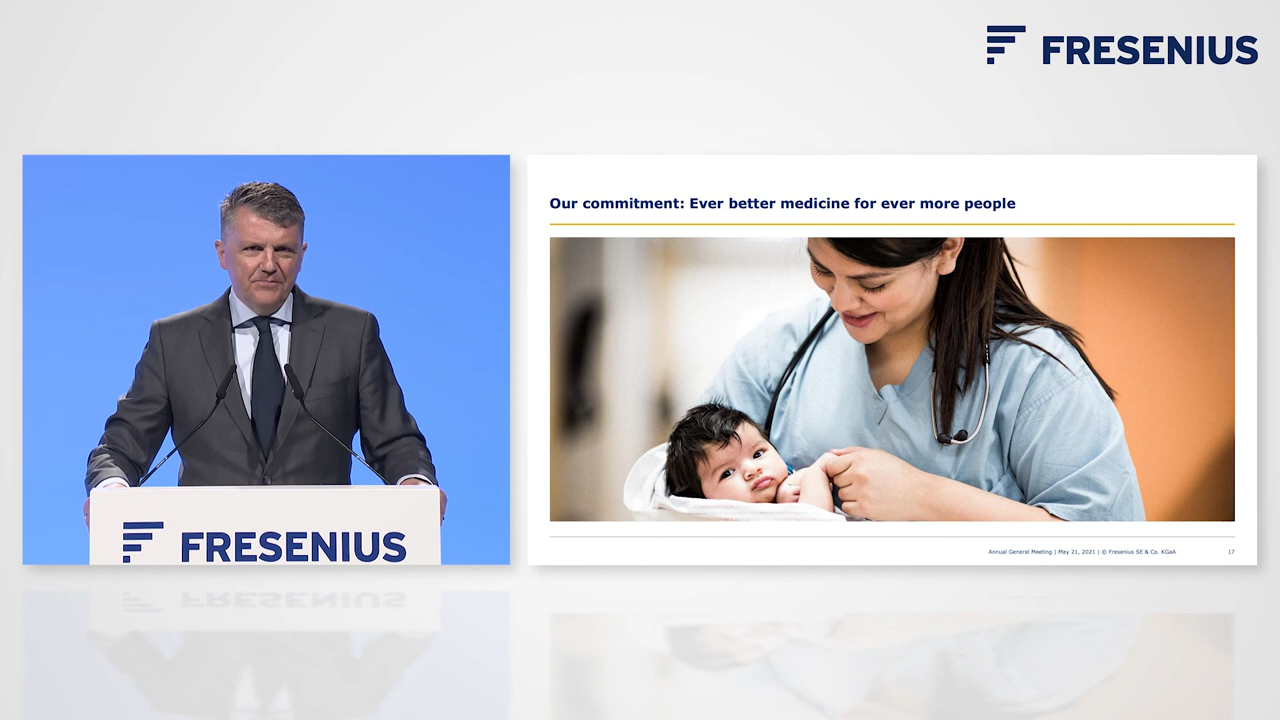 FRESENIUS
Our commitment: Ever better medicine for ever more people
FRESENIUS
Annual General Meeting | May 21, 2021 | © Fresenius SE & Co. KGaA
17